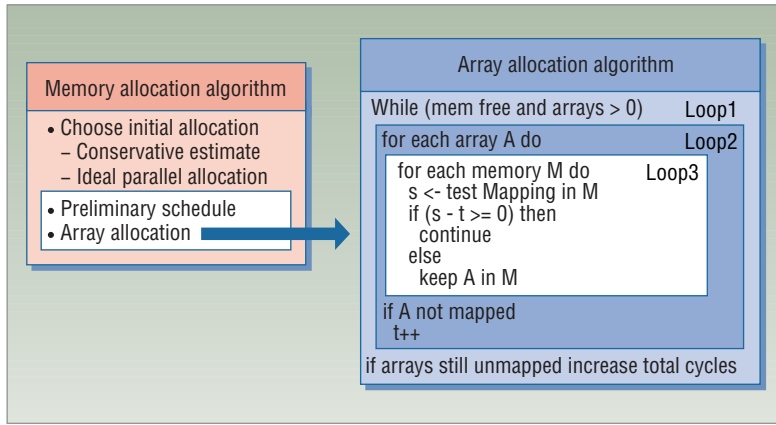 Memory allocation algorithm
• Choose initial allocation
– Conservative estimate
– Ideal parallel allocation
• Preliminary schedule
• Array allocation
Array allocation algorithm
While (mem free and arrays > 0) Loop1
for each array A do Loop2
for each memory M do Loop3
s <- test Mapping in M
if (s - t >= 0) then
continue
else
keep A in M
if A not mapped
t++
if arrays still unmapped increase total cycles